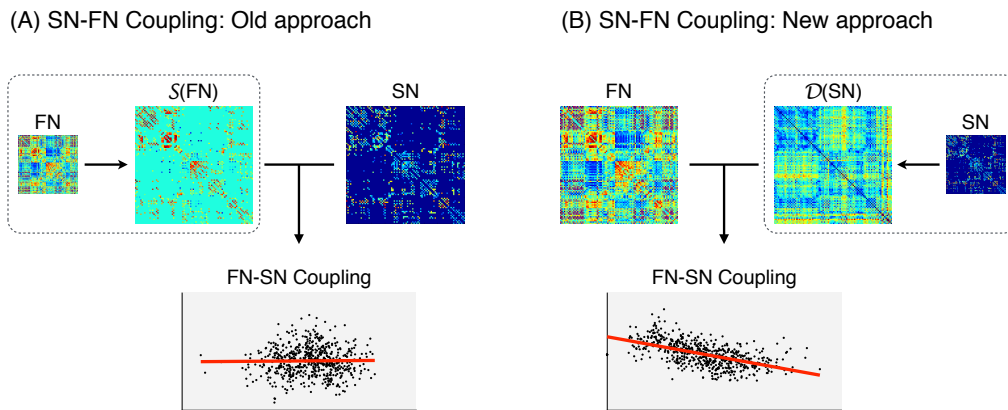 (A) SN-FN Coupling: Old approach
FN
𝒮(FN)
SN
FN-SN Coupling
(B) SN-FN Coupling: New approach
FN
𝒟(SN)
SN
FN-SN Coupling